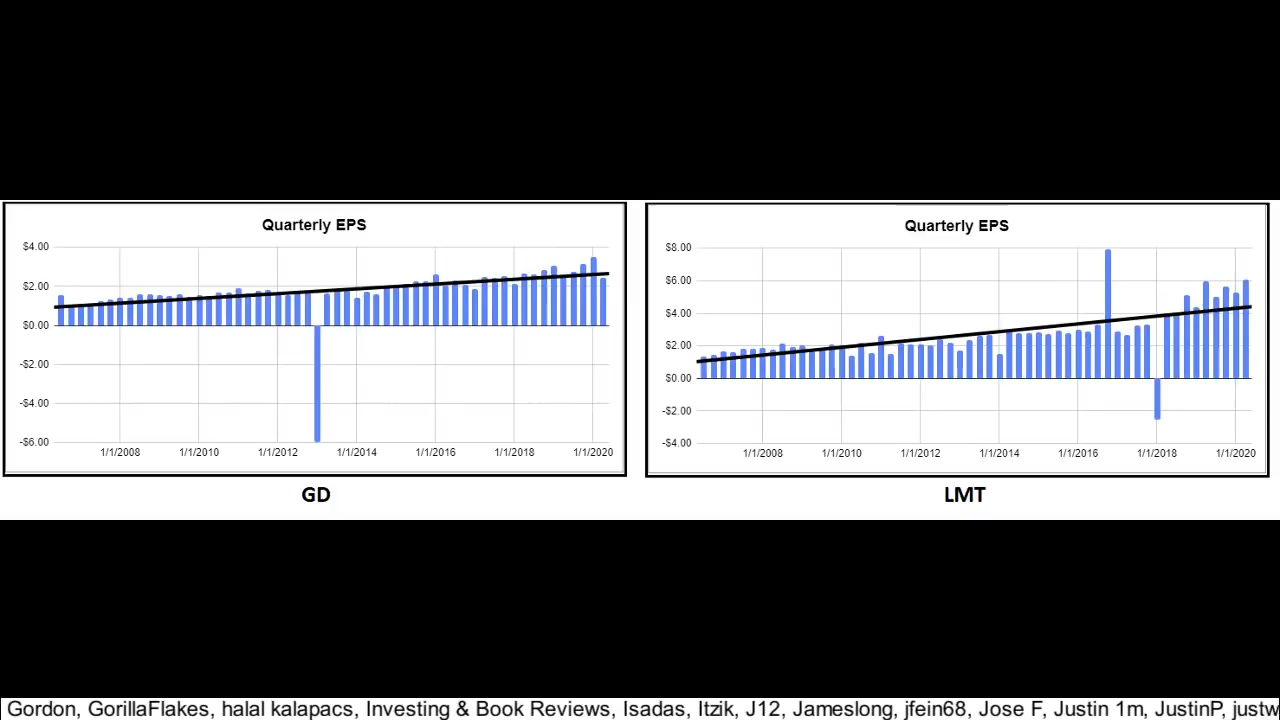 Quarterly EPS
$4.00
$2.00
$0.00
-$2.00
-$4.00
-$6.00
1/1/2008 1/1/2010 1/1/2012 1/1/2014 1/1/2016 1/1/2018 1/1/2020
GD
Quarterly EPS
$8.00
$6.00
$4.00
$2.00
$0.00
-$2.00
-$4.00
1/1/2008 1/1/2010 1/1/2012 1/1/2014 1/1/2016 1/1/2018 1/1/2020
LMT
Gordon, GorillaFlakes, halal kalapacs, Investing & Book Reviews, Isadas, Itzik, J12, Jameslong, jfein68, Jose F, Justin 1m, JustinP, justw